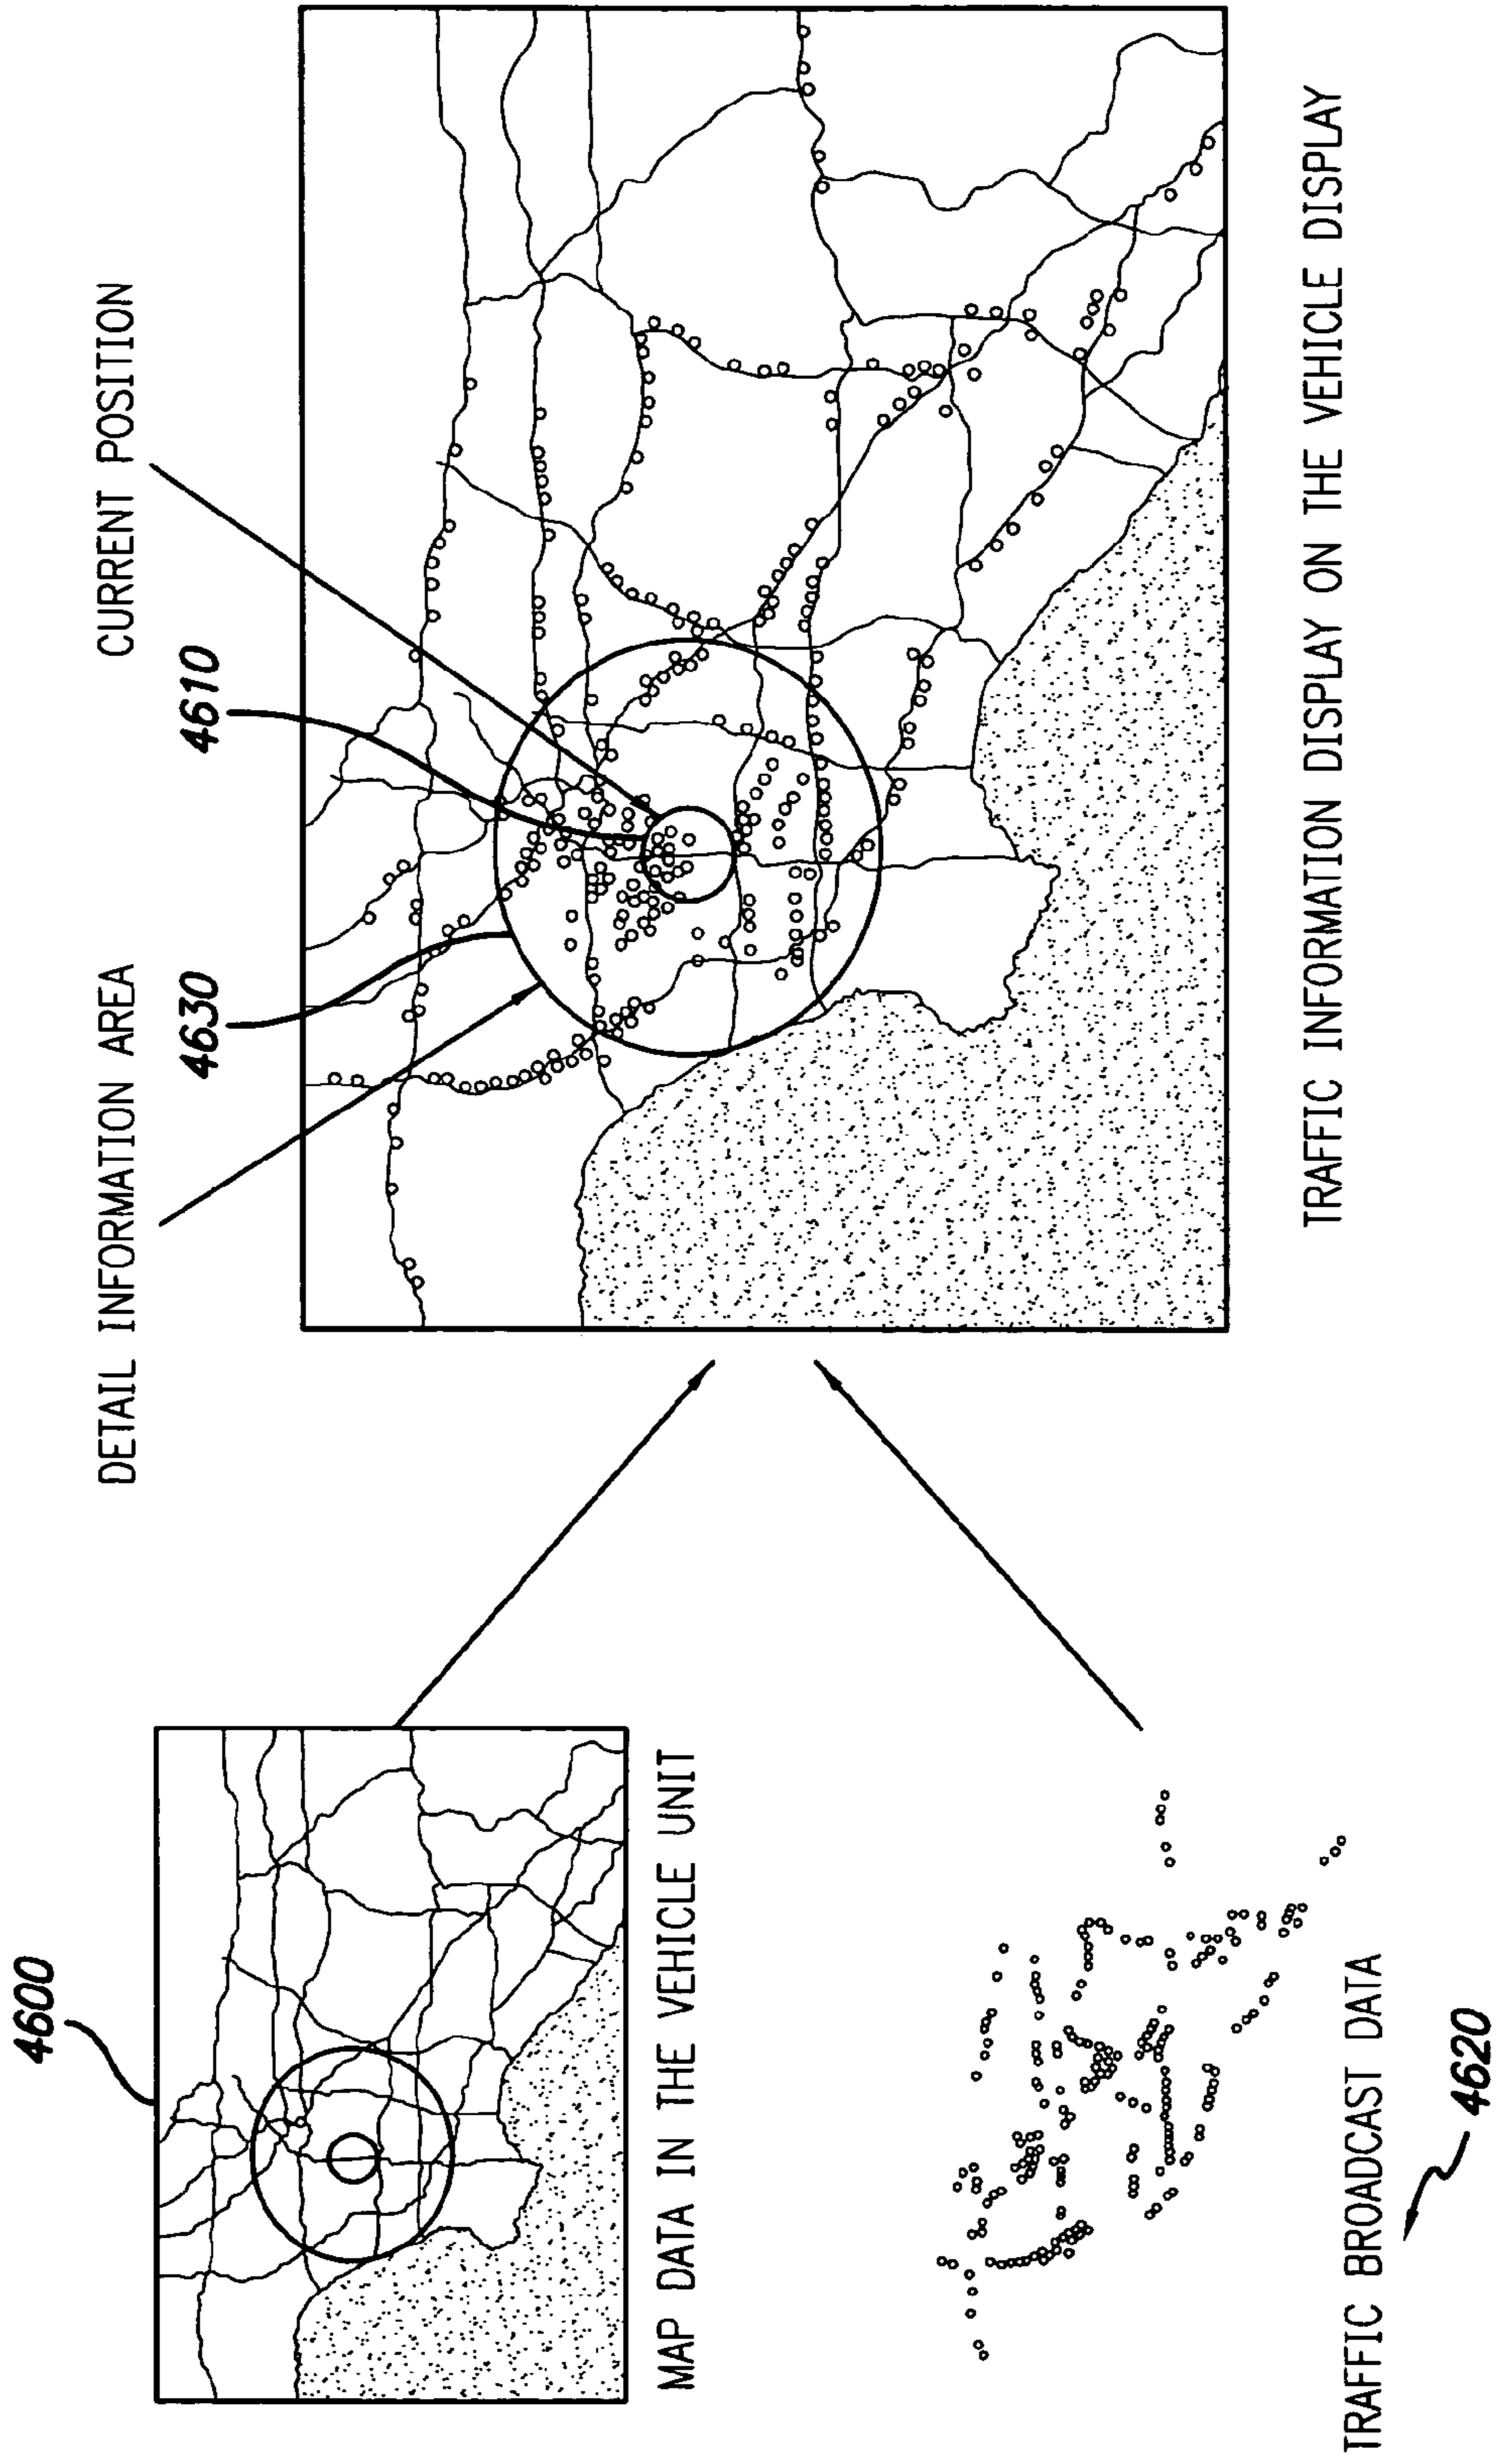 4600
MAP DATA IN THE VEHICLE UNIT
TRAFFIC BROADCAST DATA
4620
DETAIL INFORMATION AREA
CURRENT POSITION
4630
4610
TRAFFIC INFORMATION DISPLAY ON THE VEHICLE DISPLAY